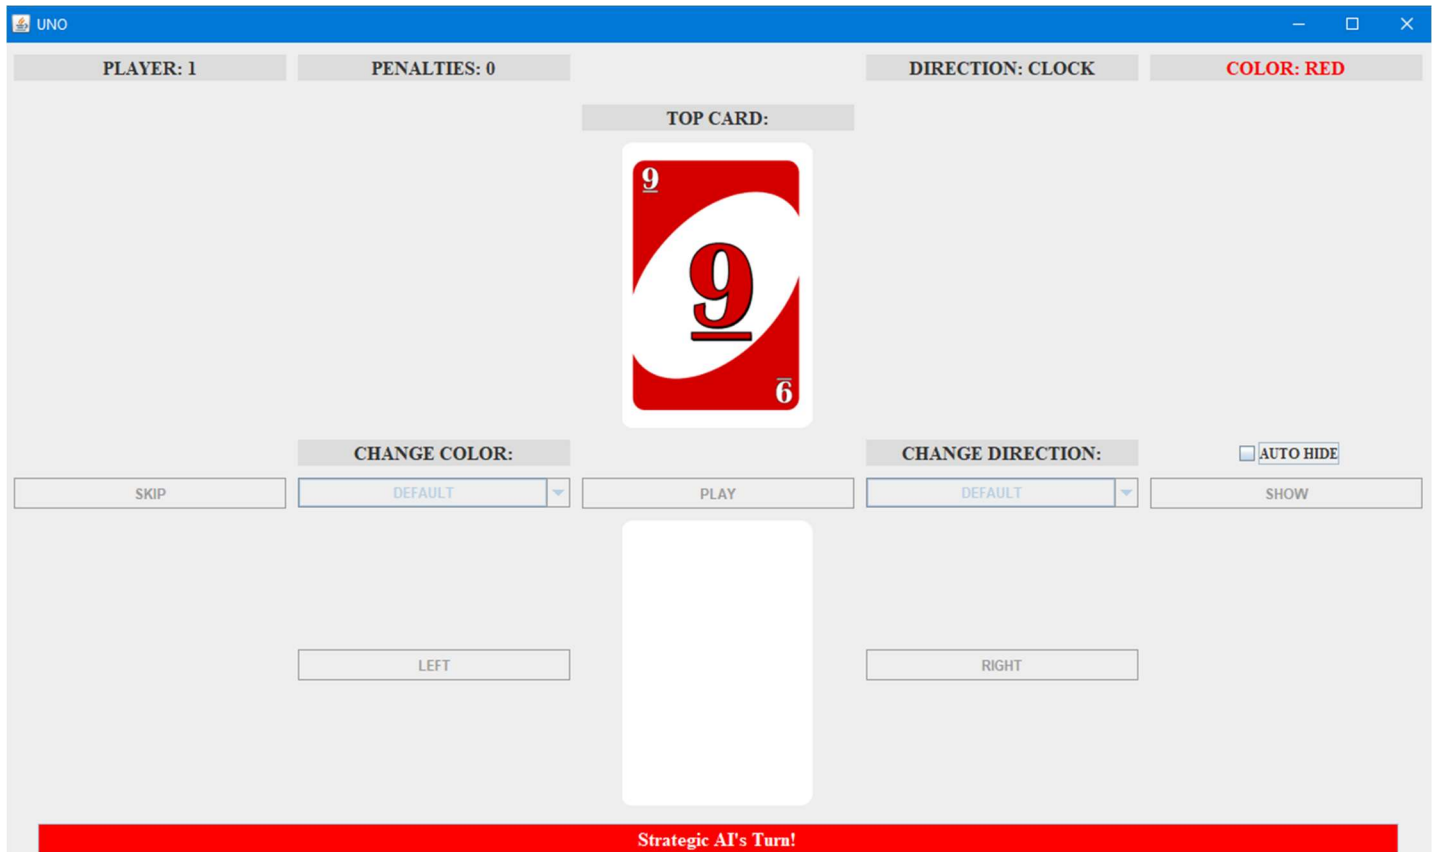 UNO
PLAYER: 1
PENALTIES: 0
DIRECTION: CLOCK
COLOR: RED
TOP CARD:
9
9
9
CHANGE COLOR:
CHANGE DIRECTION:
AUTO HIDE
SKIP
DEFAULT
PLAY
DEFAULT
SHOW
LEFT
RIGHT
Strategic AI's Turn!